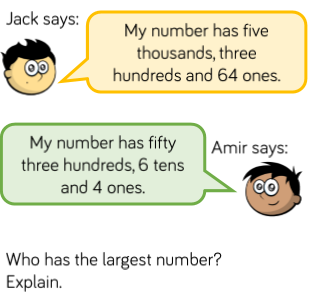 Jack says:
My number has five
thousands, three
hundreds and 64 ones.
My number has fifty
three hundreds, 6 tens
and 4 ones.
Amir says:
Who has the largest number?
Explain.